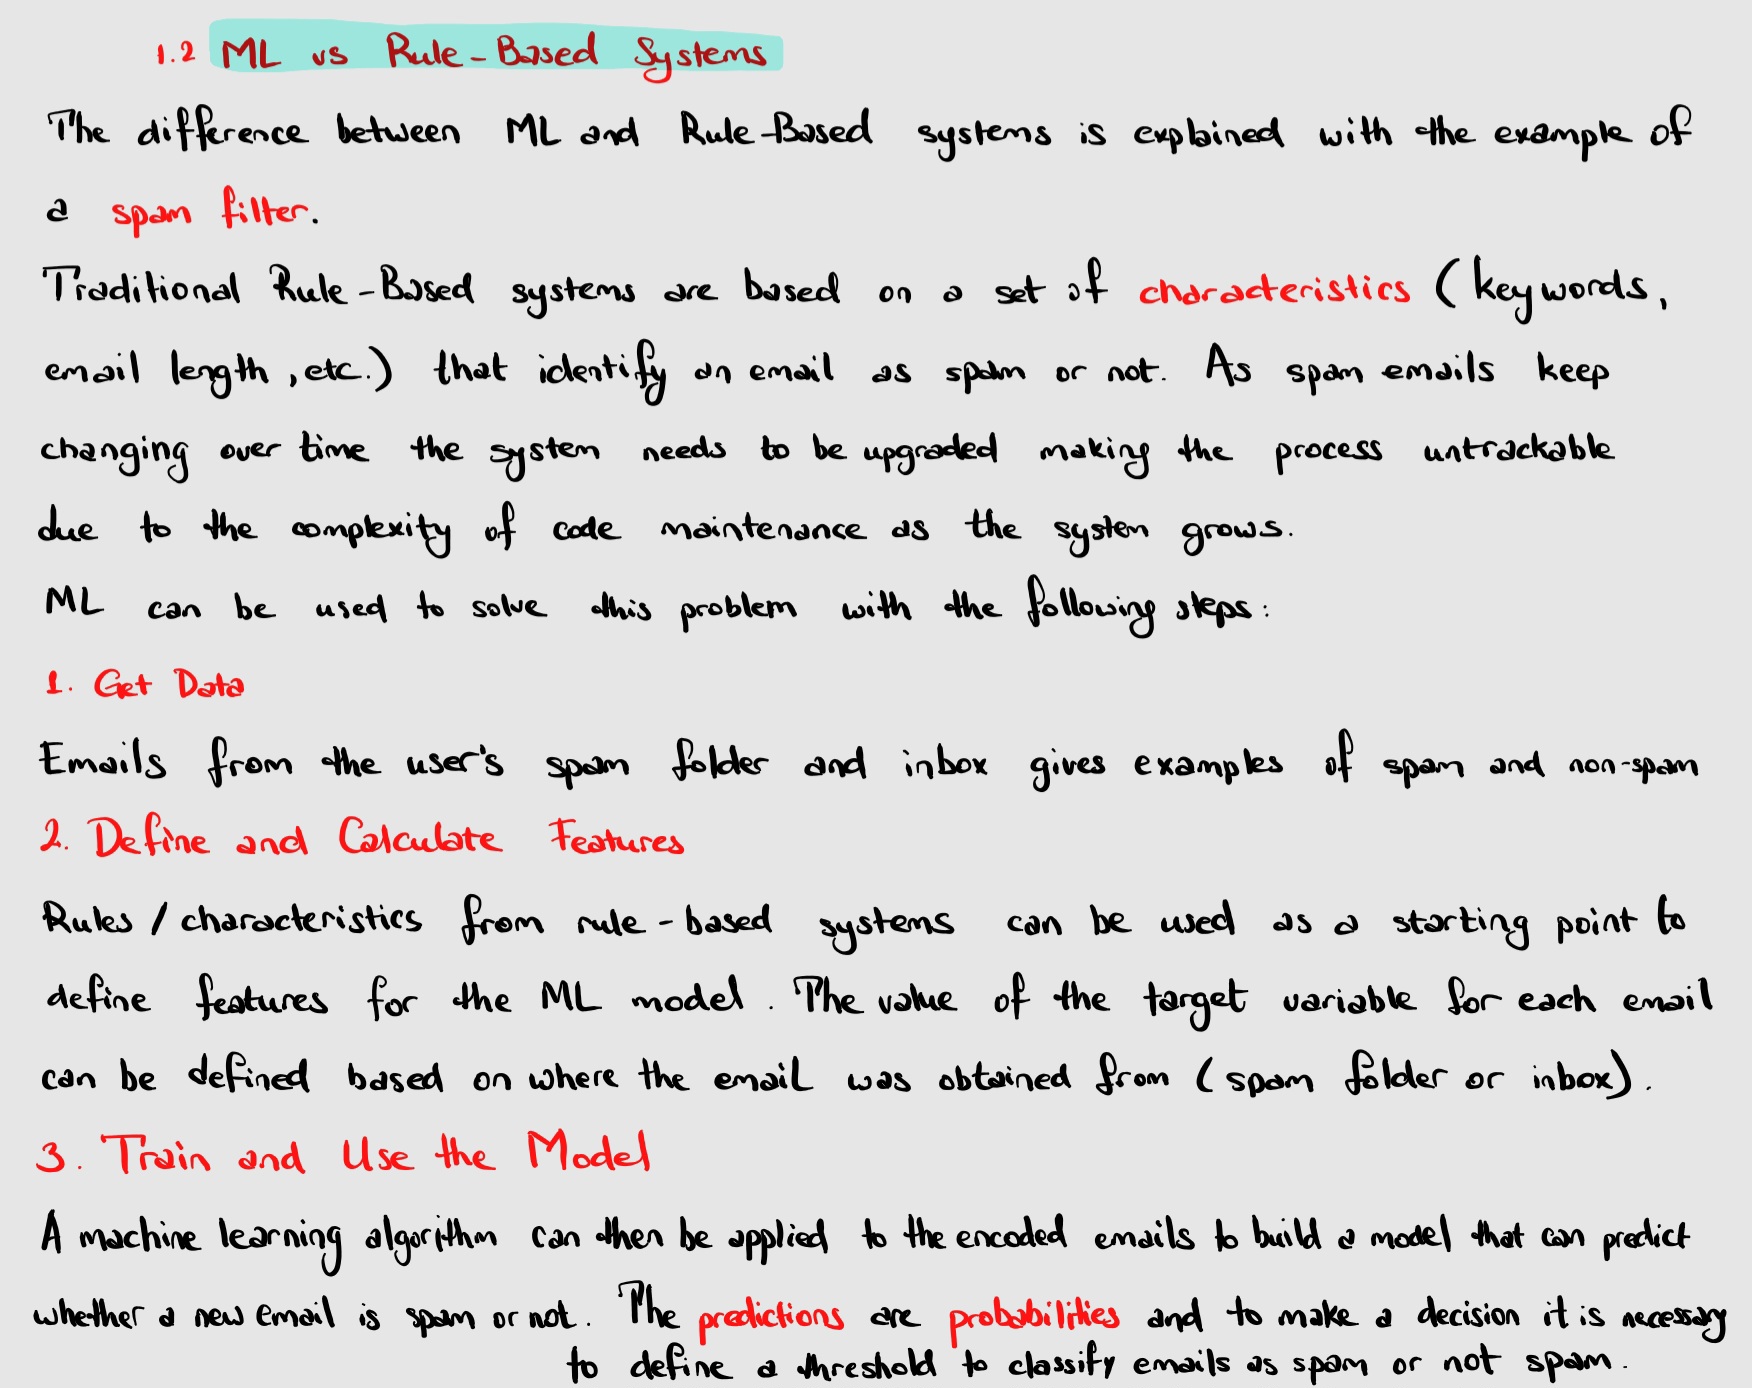 1.2 ML vs Rule-Based Systems
The difference between ML and Rule-Based systems is explained with the example of
a spam filter.
Traditional Rule-Based systems are based on a set of characteristics (keywords,
email length, etc.) that identify an email as spam or not. As spam emails keep
changing over time the system needs to be upgraded making the process untrackable
due to the complexity of code maintenance as the system grows.
ML can be used to solve this problem with the following steps:
1. Get Data
Emails from the user's spam folder and inbox gives examples of spam and non-spam
2. Define and Calculate Features
Rules / characteristics from rule-based systems can be used as a starting point to
define features for the ML model. The value of the target variable for each email
can be defined based on where the email was obtained from (spam folder or inbox).
3. Train and Use the Model
A machine learning algorithm can then be applied to the encoded emails to build a model that can predict
whether a new email is spam or not. The predictions are probabilities and to make a decision it is necessary
to define a threshold to classify emails as spam or not spam.